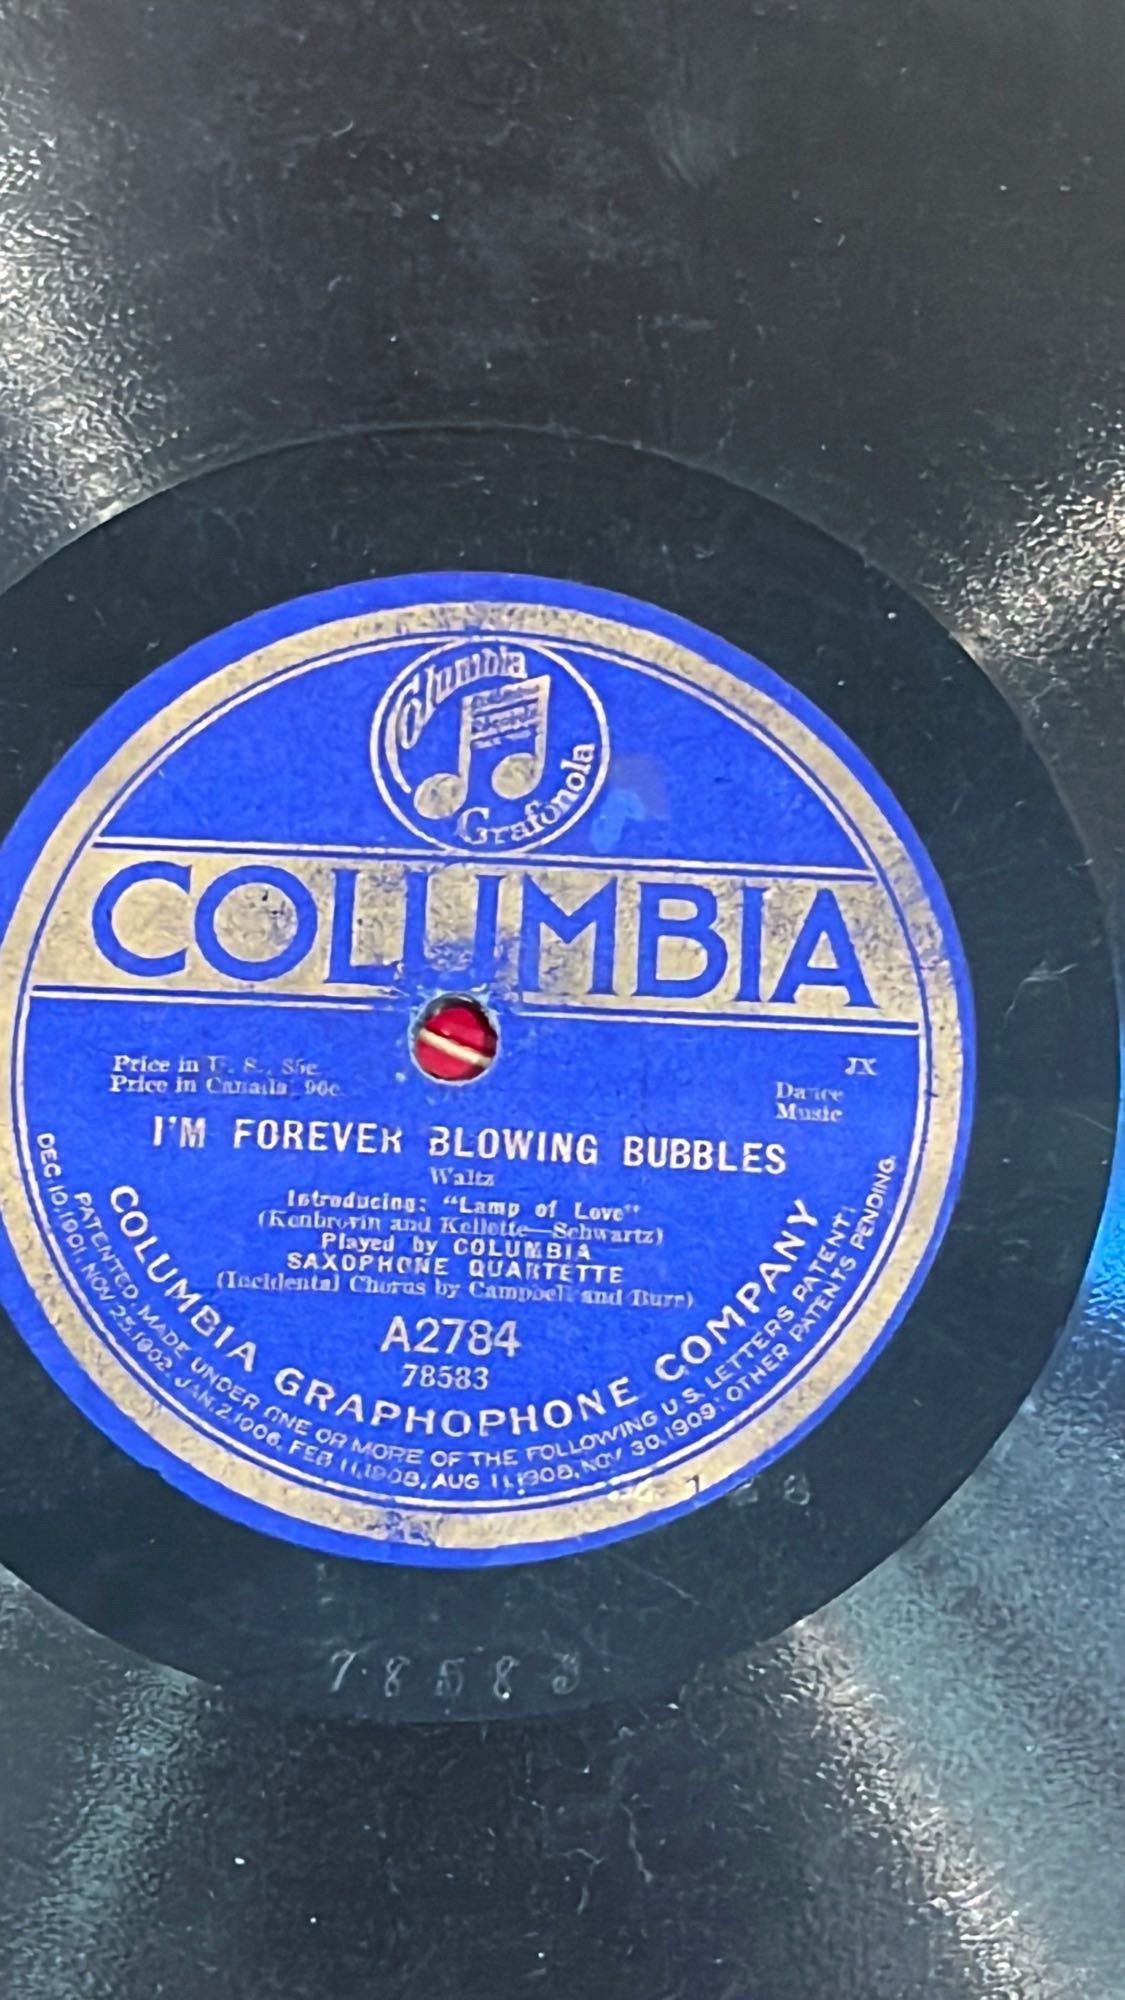 Columbia
Grafonola
COLUMBIA
Price in U. S., 85c.
Price in Canada, 90c.
JX
Dance
Music
I'M FOREVER BLOWING BUBBLES
Waltz
Introducing: "Lamp of Love"
(Kenbrovin and Kellette—Schwartz)
Played by COLUMBIA
SAXOPHONE QUARTETTE
(Incidental Chorus by Campbell and Burr)
A2784
78583
COLUMBIA GRAPHOPHONE COMPANY
PATENTED, MADE UNDER ONE OR MORE OF THE FOLLOWING U.S. LETTERS PATENT:
DEC. 10, 1901, NOV. 25, 1902, JAN. 2, 1906, FEB 11, 1908, AUG 11, 1908, NOV 30, 1909: OTHER PATENTS PENDING.
78583